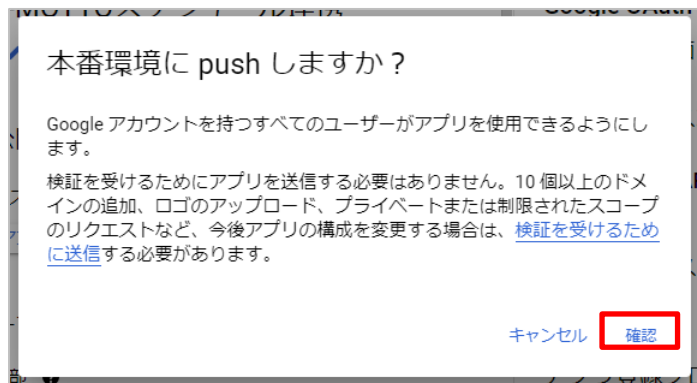 本番環境に push しますか？
Google アカウントを持つすべてのユーザーがアプリを使用できるようにし
ます。
検証を受けるためにアプリを送信する必要はありません。10 個以上のドメ
インの追加、ロゴのアップロード、プライベートまたは制限されたスコープ
のリクエストなど、今後アプリの構成を変更する場合は、検証を受けるため
に送信する必要があります。
キャンセル 確認